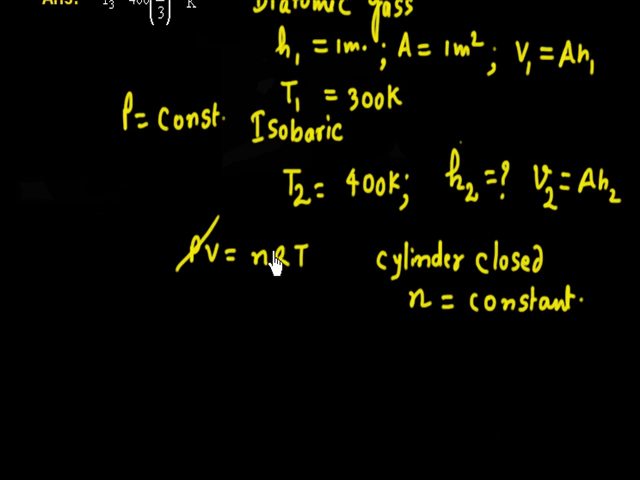 Ans:
Diatomic gass
h₁ = 1m. ; A = 1m² ; V₁ = Ah₁
T₁ = 300K
P = Const. Isobaric
T₂ = 400K; h₂ = ? V₂ = Ah₂
PV = nRT cylinder closed
n = constant.